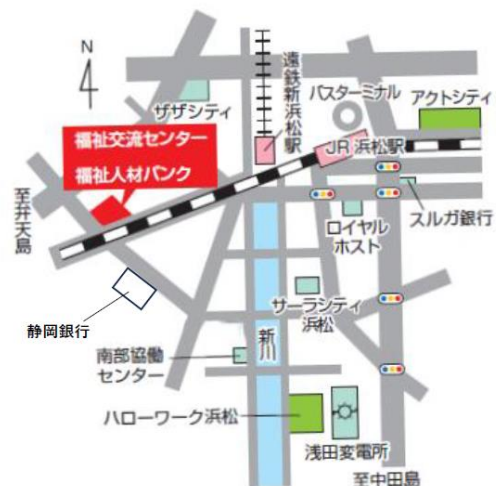 N
ザザシティ
遠鉄新浜松駅
バスターミナル
アクトシティ
福祉交流センター
福祉人材バンク
JR 浜松駅
至弁天島
スルガ銀行
ロイヤル
ホスト
静岡銀行
サーラシティ
浜松
新川
南部協働
センター
ハローワーク浜松
浅田変電所
至中田島